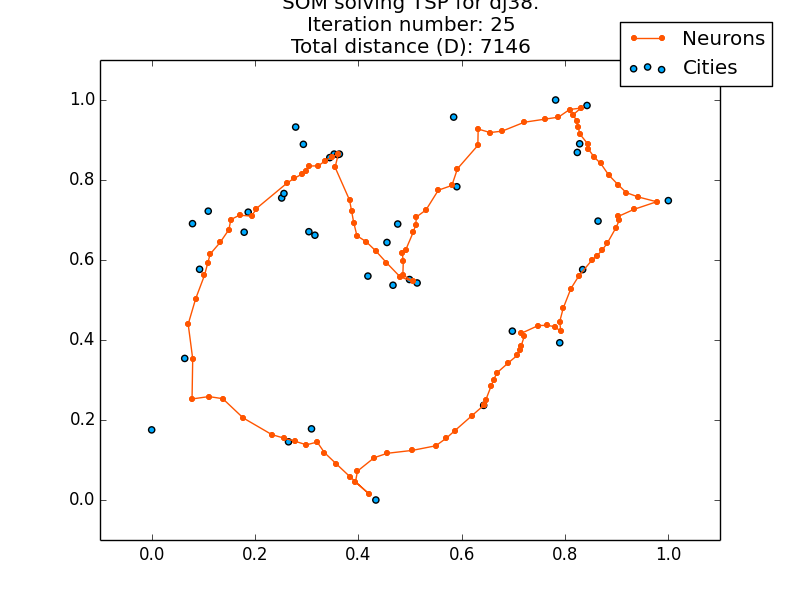 SOM solving TSP for dj38.
Iteration number: 25
Total distance (D): 7146
Neurons
Cities
1.0
0.8
0.6
0.4
0.2
0.0
0.0 0.2 0.4 0.6 0.8 1.0